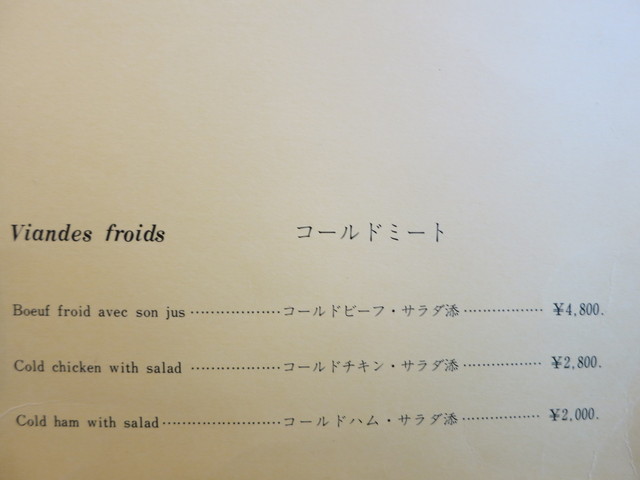 Viandes froids コールドミート
Boeuf froid avec son jus ···················· コールドビーフ・サラダ添 ················ ¥4,800.
Cold chicken with salad ·················· コールドチキン・サラダ添 ················ ¥2,800.
Cold ham with salad ························ コールドハム・サラダ添 ················ ¥2,000.